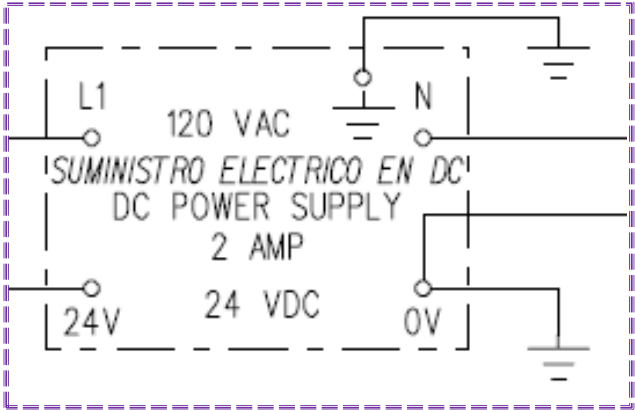 L1
N
120 VAC
SUMINISTRO ELECTRICO EN DC
DC POWER SUPPLY
2 AMP
24 VDC
24V
0V